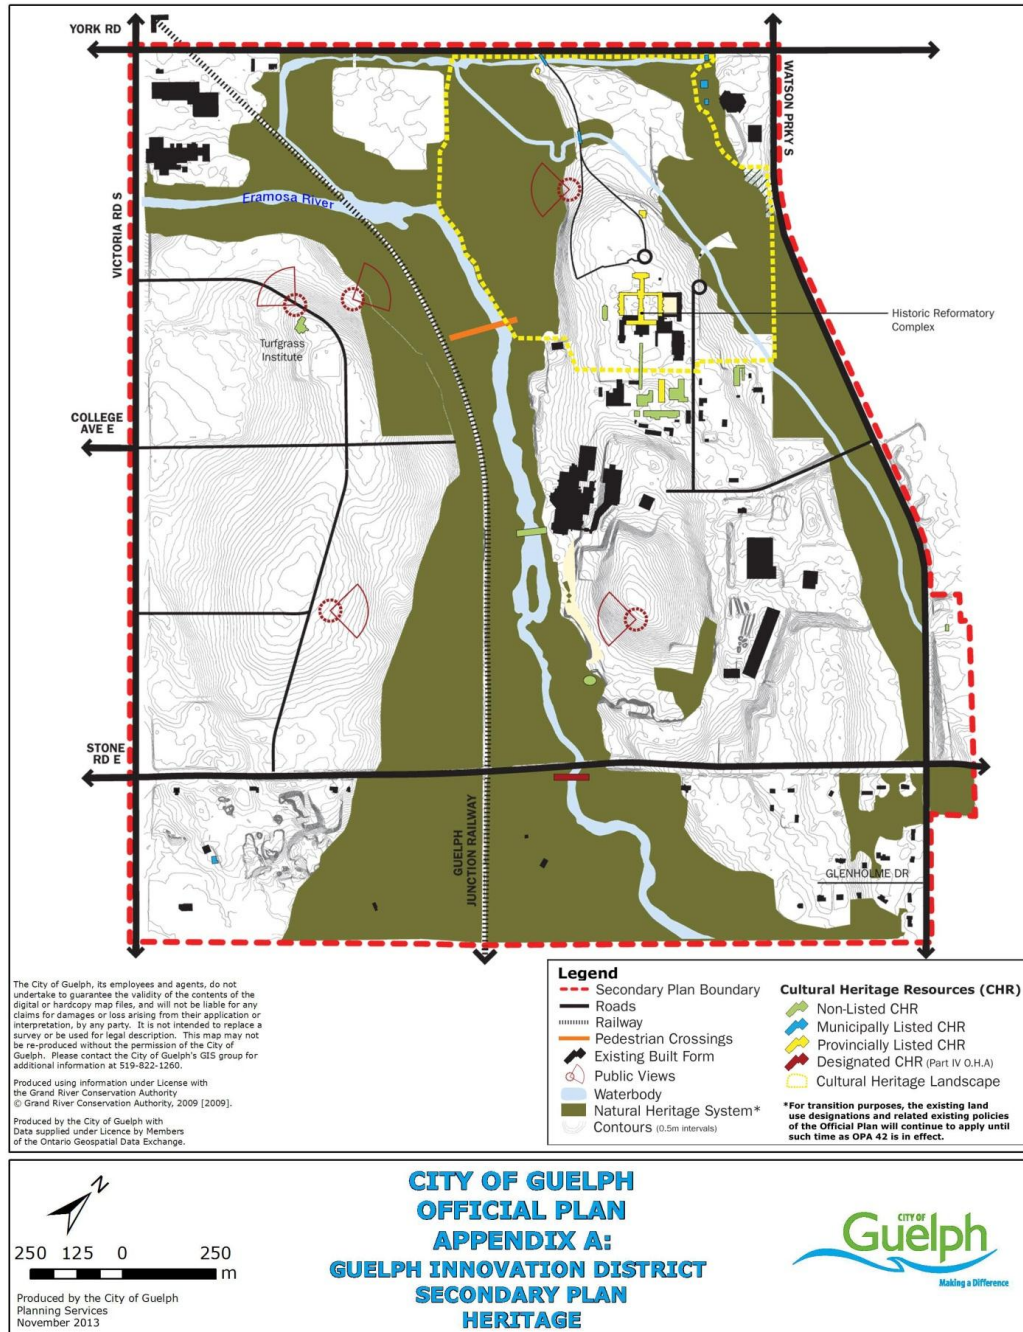 YORK RD
WATSON PRKY S
VICTORIA RD S
Eramosa River
Historic Reformatory
Complex
Turfgrass
Institute
COLLEGE
AVE E
STONE
RD E
GUELPH
JUNCTION RAILWAY
GLENHOLME DR
The City of Guelph, its employees and agents, do not
undertake to guarantee the validity of the contents of the
digital or hardcopy map files, and will not be liable for any
claims for damages or loss arising from their application or
interpretation, by any party. It is not intended to replace a
survey or be used for legal description. This map may not
be re-produced without the permission of the City of
Guelph. Please contact the City of Guelph's GIS group for
additional information at 519-822-1260.
Produced using information under License with
the Grand River Conservation Authority
© Grand River Conservation Authority, 2009 [2009].
Produced by the City of Guelph with
Data supplied under Licence by Members
of the Ontario Geospatial Data Exchange.
Legend
Secondary Plan Boundary
Roads
Railway
Pedestrian Crossings
Existing Built Form
Public Views
Waterbody
Natural Heritage System*
Contours (0.5m intervals)
Cultural Heritage Resources (CHR)
Non-Listed CHR
Municipally Listed CHR
Provincially Listed CHR
Designated CHR (Part IV O.H.A)
Cultural Heritage Landscape
*For transition purposes, the existing land
use designations and related existing policies
of the Official Plan will continue to apply until
such time as OPA 42 is in effect.
N
250 125 0 250
m
Produced by the City of Guelph
Planning Services
November 2013
CITY OF GUELPH
OFFICIAL PLAN
APPENDIX A:
GUELPH INNOVATION DISTRICT
SECONDARY PLAN
HERITAGE
CITY OF
Guelph
Making a Difference